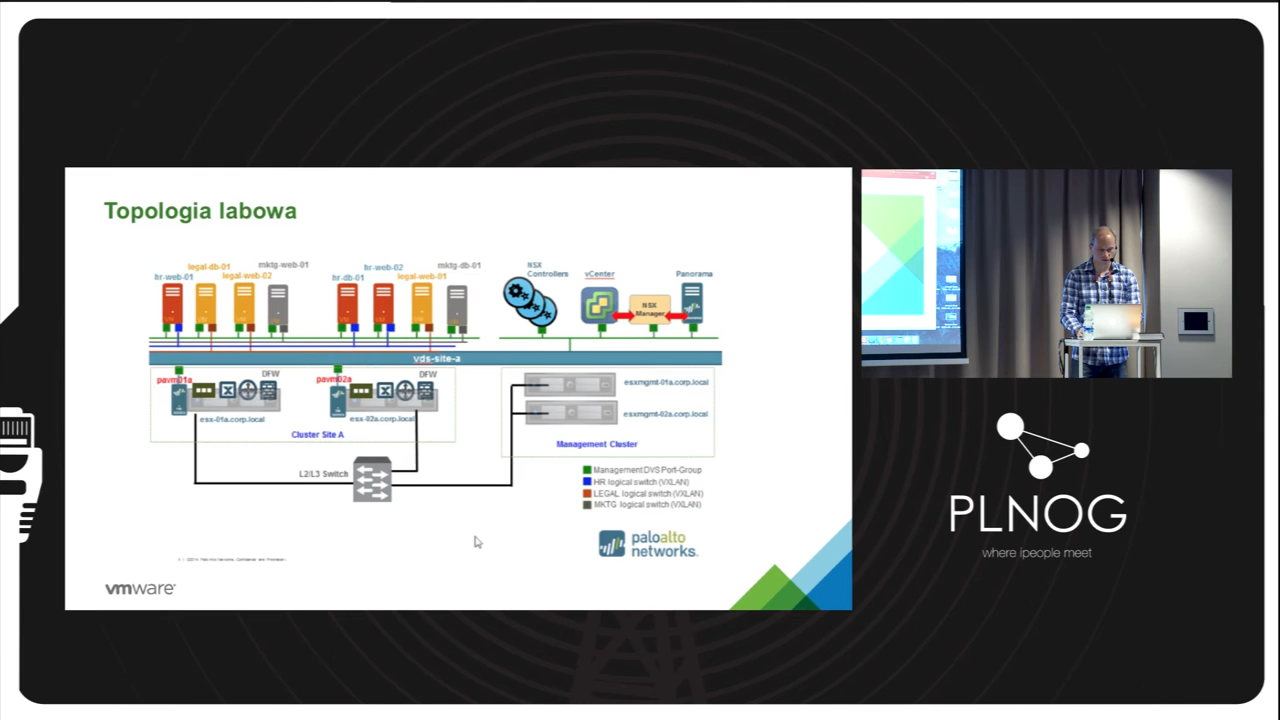 Topologia labowa
hr-web-01
legal-db-01
legal-web-02
mktg-web-01
hr-db-01
hr-web-02
legal-web-01
mktg-db-01
NSX
Controllers
vCenter
NSX
Manager
Panorama
vds-site-a
pavm01a
DFW
esx-01a.corp.local
pavm02a
DFW
esx-02a.corp.local
Cluster Site A
esxmgmt-01a.corp.local
esxmgmt-02a.corp.local
Management Cluster
L2/L3 Switch
Management DVS Port-Group
HR logical switch (VXLAN)
LEGAL logical switch (VXLAN)
MKTG logical switch (VXLAN)
paloalto
networks
vmware
PLNOG
where ipeople meet